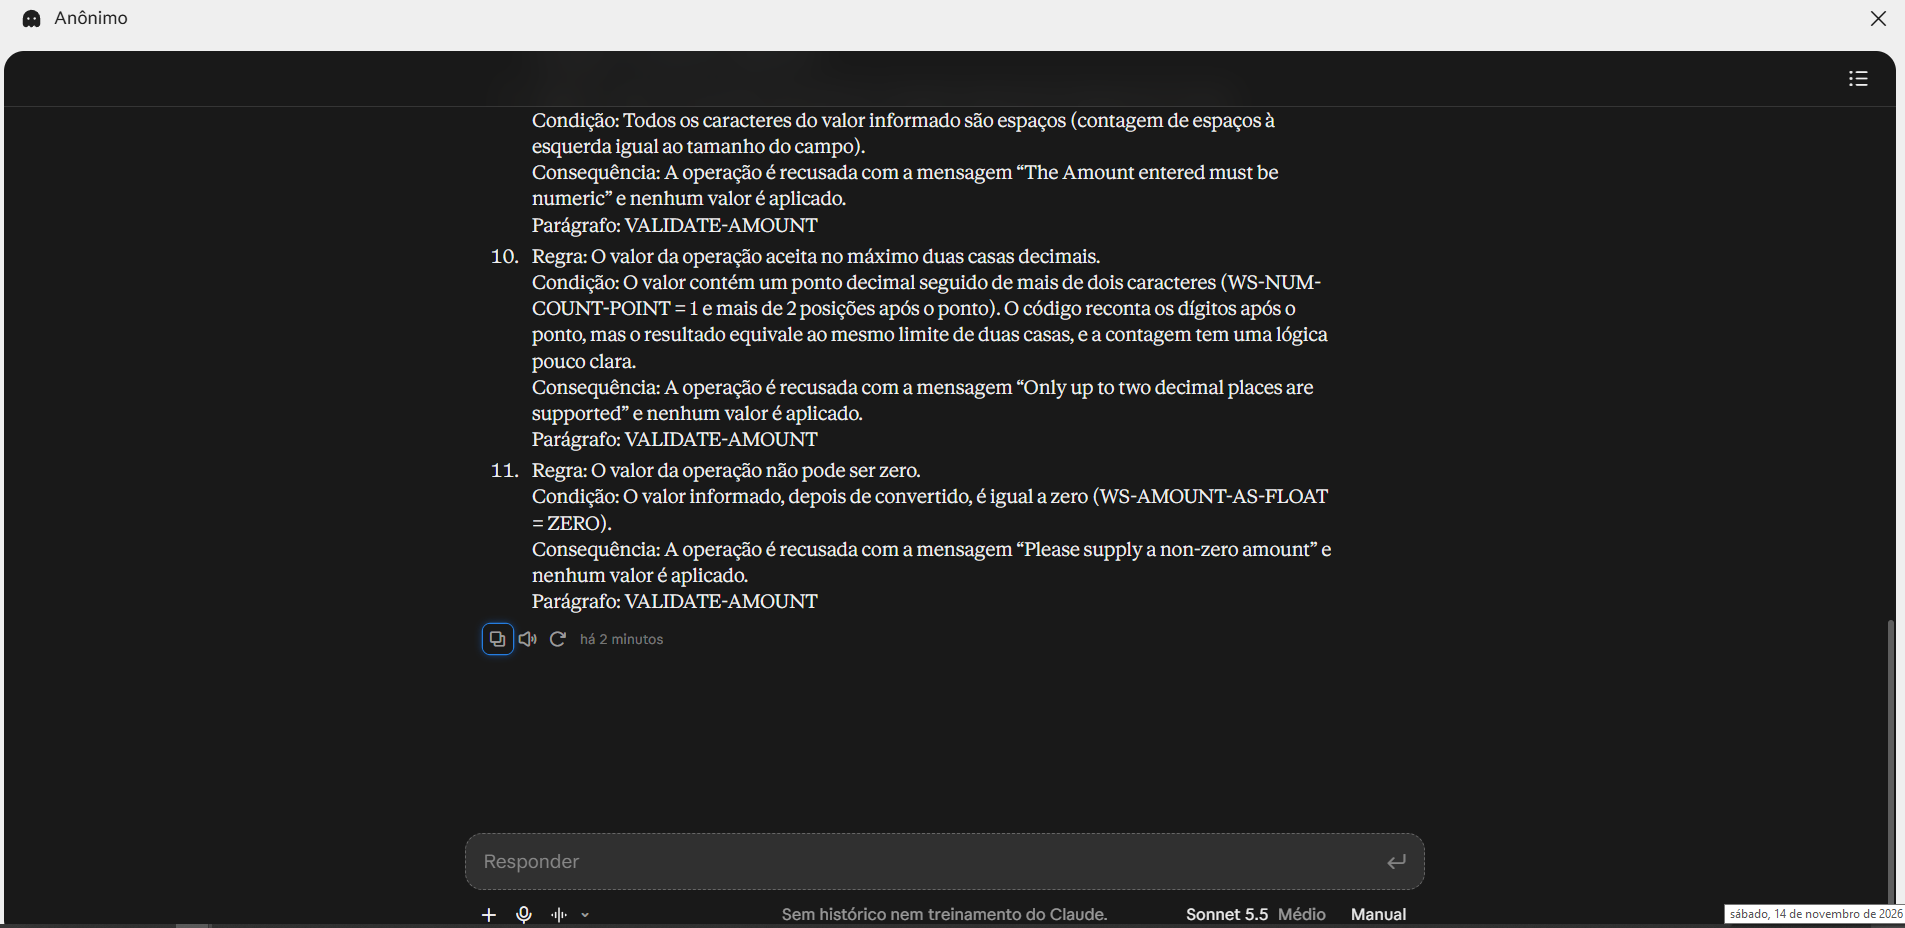 Anônimo
Condição: Todos os caracteres do valor informado são espaços (contagem de espaços à
esquerda igual ao tamanho do campo).
Consequência: A operação é recusada com a mensagem “The Amount entered must be
numeric” e nenhum valor é aplicado.
Parágrafo: VALIDATE-AMOUNT
10. Regra: O valor da operação aceita no máximo duas casas decimais.
Condição: O valor contém um ponto decimal seguido de mais de dois caracteres (WS-NUM-
COUNT-POINT = 1 e mais de 2 posições após o ponto). O código reconta os dígitos após o
ponto, mas o resultado equivale ao mesmo limite de duas casas, e a contagem tem uma lógica
pouco clara.
Consequência: A operação é recusada com a mensagem “Only up to two decimal places are
supported” e nenhum valor é aplicado.
Parágrafo: VALIDATE-AMOUNT
11. Regra: O valor da operação não pode ser zero.
Condição: O valor informado, depois de convertido, é igual a zero (WS-AMOUNT-AS-FLOAT
= ZERO).
Consequência: A operação é recusada com a mensagem “Please supply a non-zero amount” e
nenhum valor é aplicado.
Parágrafo: VALIDATE-AMOUNT
há 2 minutos
Responder
Sem histórico nem treinamento do Claude.
Sonnet 5.5 Médio
Manual
sábado, 14 de novembro de 2026